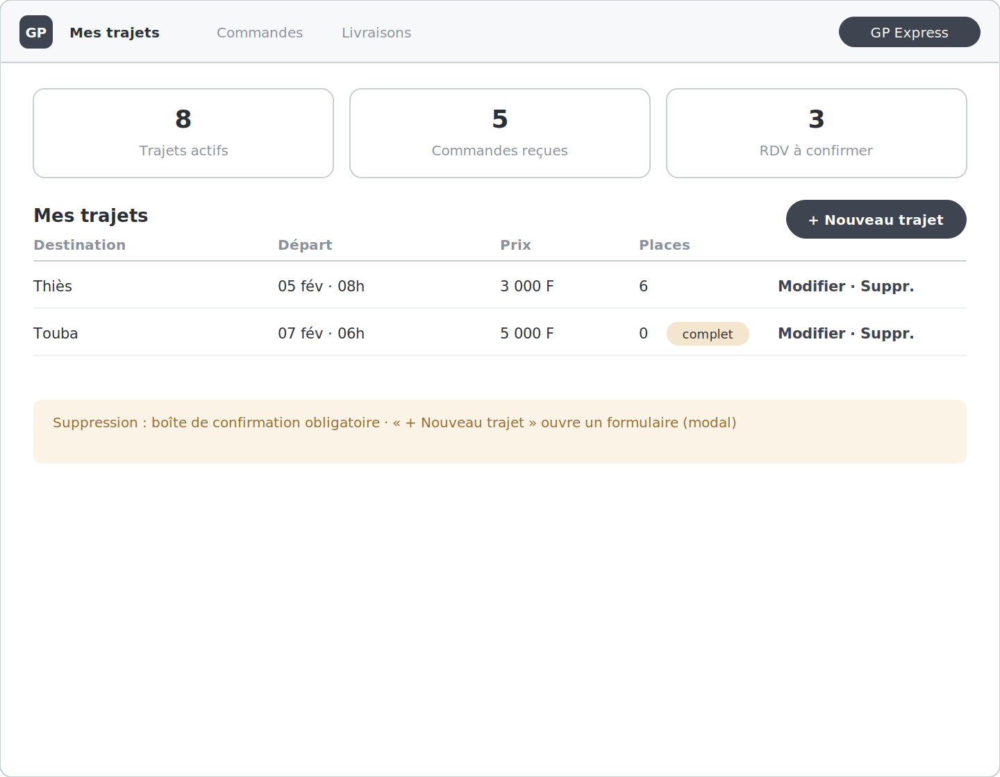 GP Mes trajets Commandes Livraisons GP Express
8
Trajets actifs
5
Commandes reçues
3
RDV à confirmer
Mes trajets
+ Nouveau trajet
Destination Départ Prix Places
Thiès 05 fév · 08h 3 000 F 6 Modifier · Suppr.
Touba 07 fév · 06h 5 000 F 0 complet Modifier · Suppr.
Suppression : boîte de confirmation obligatoire · « + Nouveau trajet » ouvre un formulaire (modal)